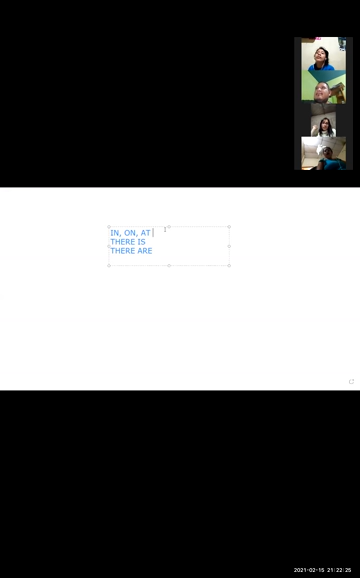 IN, ON, AT
THERE IS
THERE ARE
2021-02-15 21:22:25